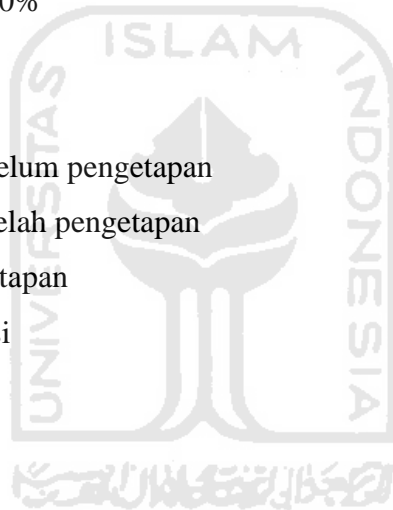 0%
ISLAM
UNIVERSITAS
INDONESIA
elum pengetapan
elah pengetapan
tapan
i